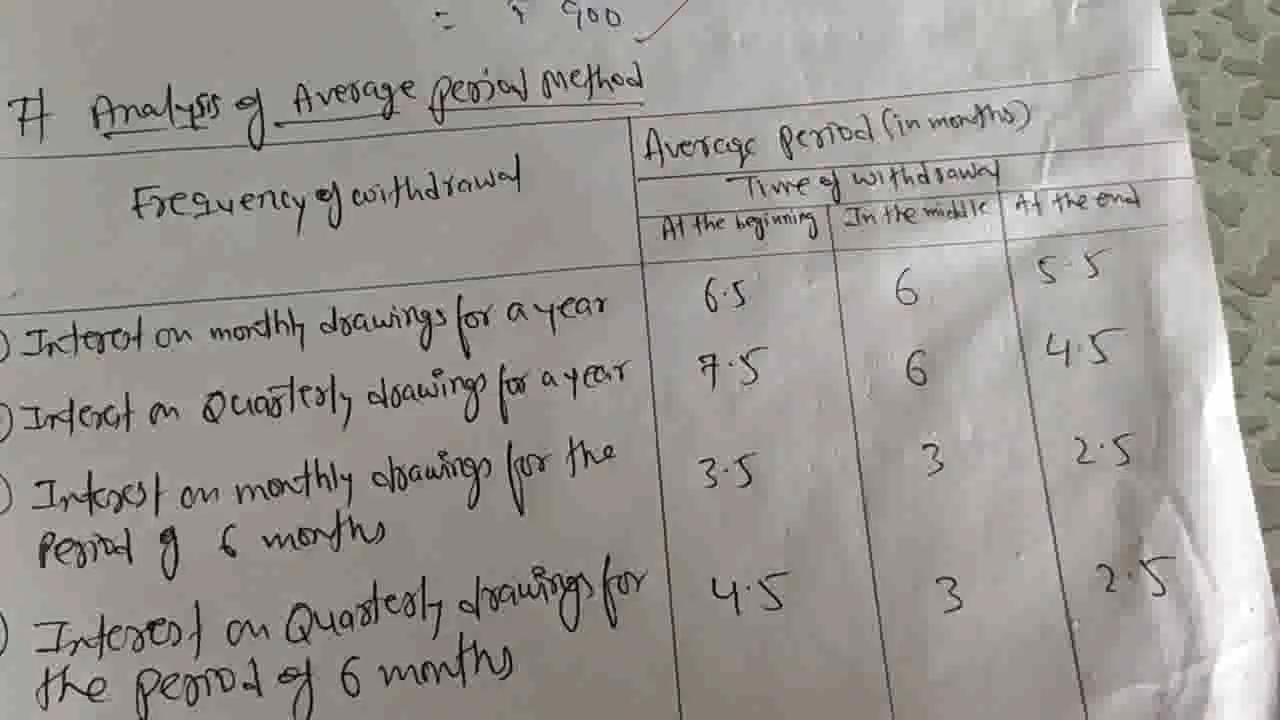 = ₹ 900
7) Analysis of Average period Method
Frequency of withdrawal
Average period (in months)
Time of withdrawal
At the beginning In the middle At the end
) Interest on monthly drawings for a year 6.5 6 5.5
) Interest on Quarterly drawings for a year 7.5 6 4.5
) Interest on monthly drawings for the 3.5 3 2.5
period of 6 months
) Interest on Quarterly drawings for 4.5 3 2.5
the period of 6 months